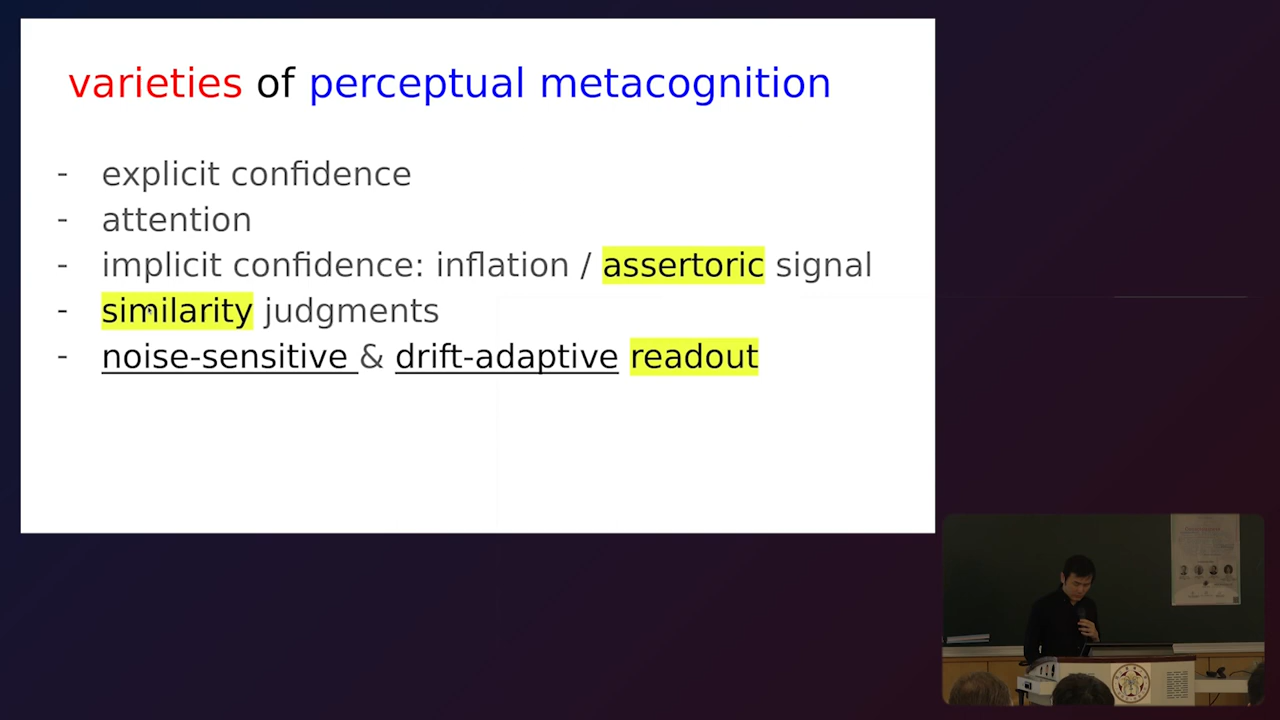 varieties of perceptual metacognition
- explicit confidence
- attention
- implicit confidence: inflation / assertoric signal
- similarity judgments
- noise-sensitive & drift-adaptive readout